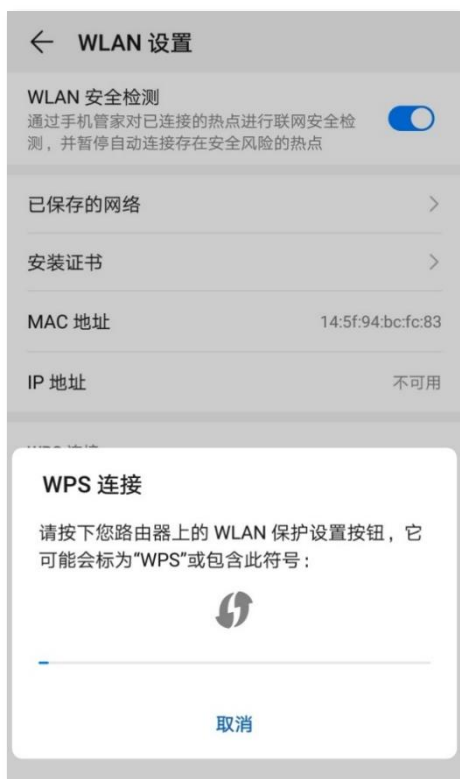 WLAN 设置
WLAN 安全检测
通过手机管家对已连接的热点进行联网安全检
测，并暂停自动连接存在安全风险的热点
已保存的网络
安装证书
MAC 地址 14:5f:94:bc:fc:83
IP 地址 不可用
WPS 连接
请按下您路由器上的 WLAN 保护设置按钮，它
可能会标为“WPS”或包含此符号：
取消